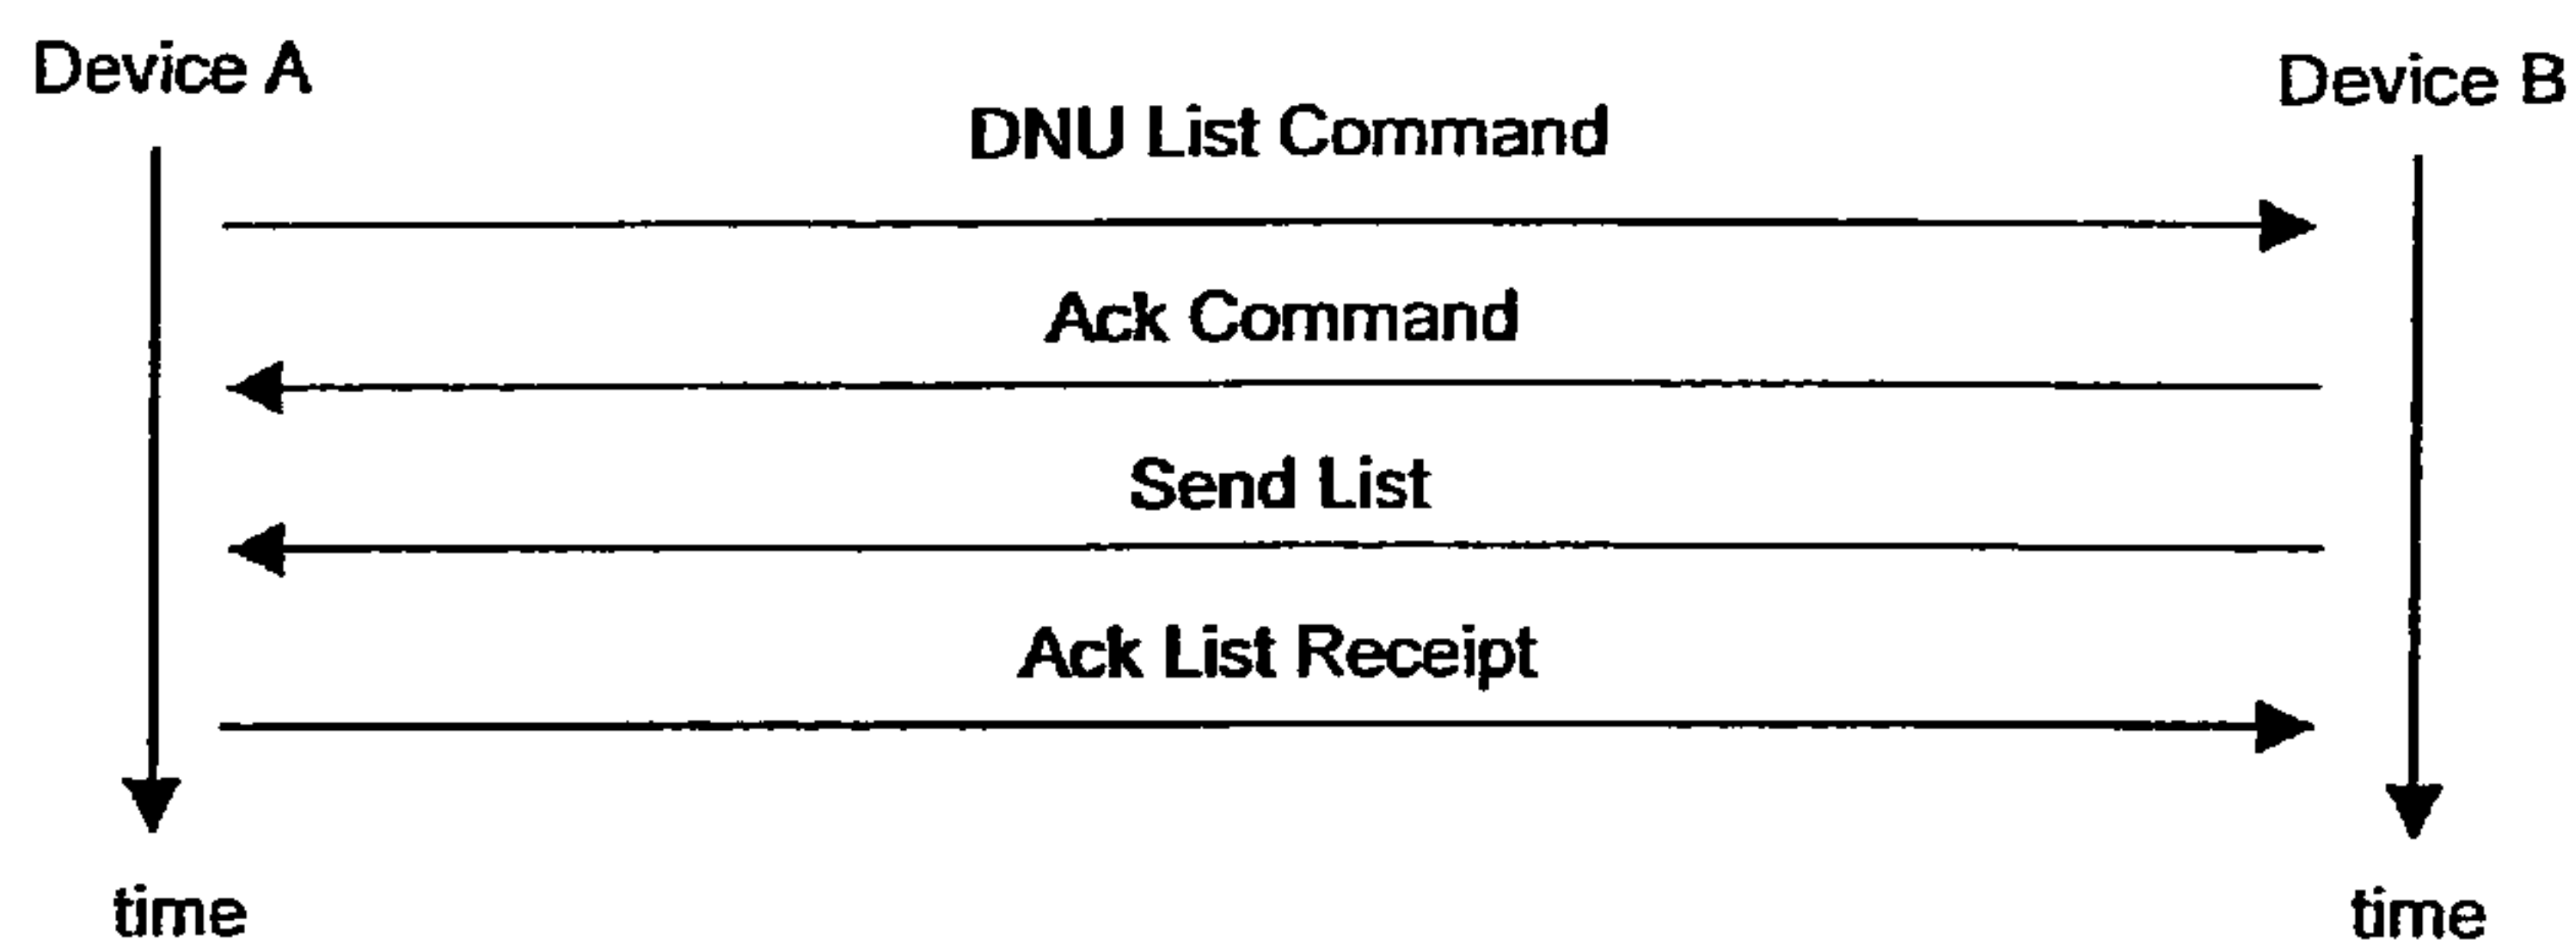 Device A
Device B
DNU List Command
Ack Command
Send List
Ack List Receipt
time
time